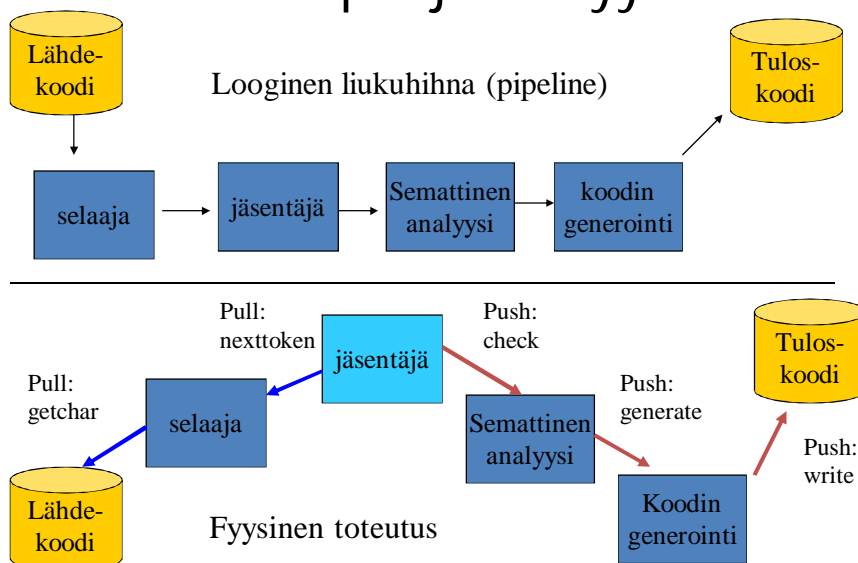 Lähde-
koodi
Looginen liukuhihna (pipeline)
Tulos-
koodi
selaaja
jäsentäjä
Semattinen
analyysi
koodin
generointi
Pull:
nexttoken
jäsentäjä
Push:
check
Tulos-
koodi
Pull:
getchar
selaaja
Semattinen
analyysi
Push:
generate
Push:
write
Lähde-
koodi
Fyysinen toteutus
Koodin
generointi